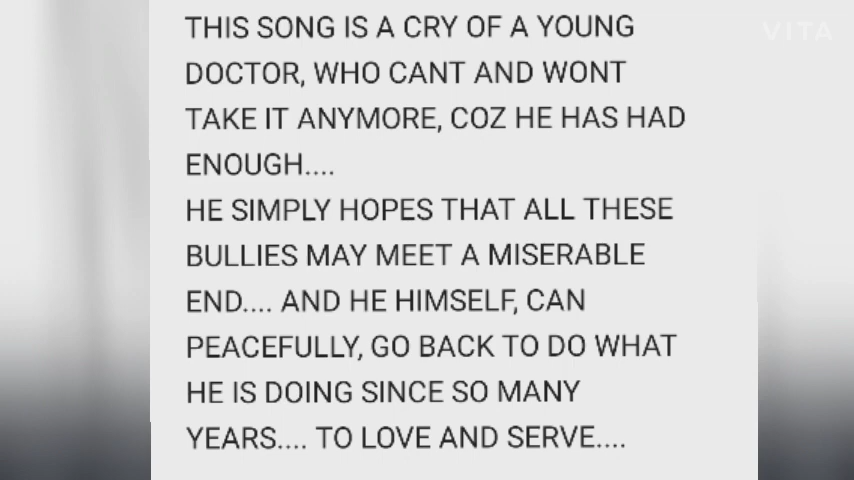 VITA
THIS SONG IS A CRY OF A YOUNG
DOCTOR, WHO CANT AND WONT
TAKE IT ANYMORE, COZ HE HAS HAD
ENOUGH....
HE SIMPLY HOPES THAT ALL THESE
BULLIES MAY MEET A MISERABLE
END.... AND HE HIMSELF, CAN
PEACEFULLY, GO BACK TO DO WHAT
HE IS DOING SINCE SO MANY
YEARS.... TO LOVE AND SERVE....